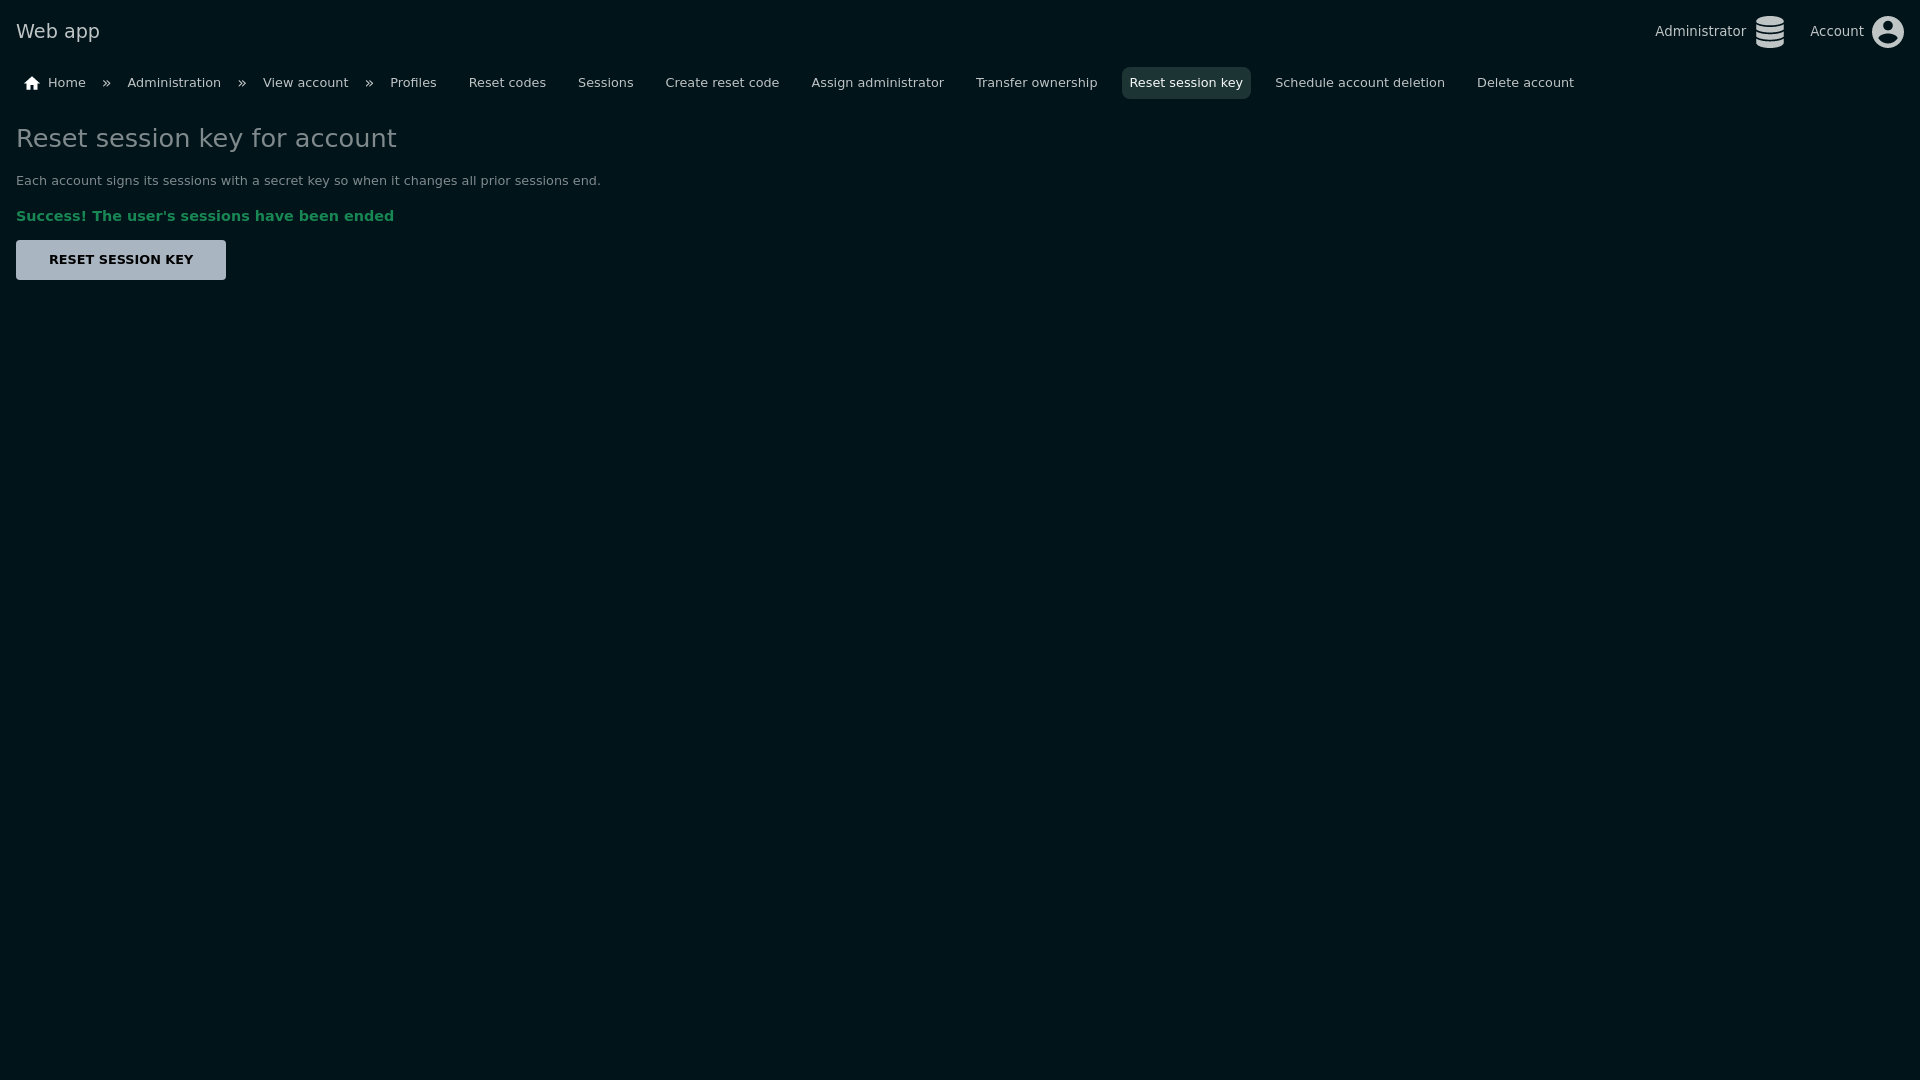 Web app
Administrator
Account
Home » Administration » View account » Profiles Reset codes Sessions Create reset code Assign administrator Transfer ownership Reset session key Schedule account deletion Delete account
Reset session key for account
Each account signs its sessions with a secret key so when it changes all prior sessions end.
Success! The user's sessions have been ended
RESET SESSION KEY